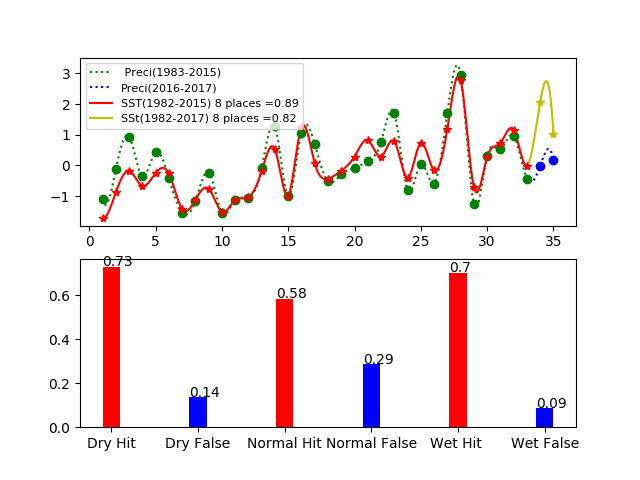 3
2
1
0
−1
Preci(1983-2015)
Preci(2016-2017)
SST(1982-2015) 8 places =0.89
SSt(1982-2017) 8 places =0.82
0 5 10 15 20 25 30 35
0.6
0.4
0.2
0.0
0.73
0.14
0.58
0.29
0.7
0.09
Dry Hit Dry False Normal Hit Normal False Wet Hit Wet False